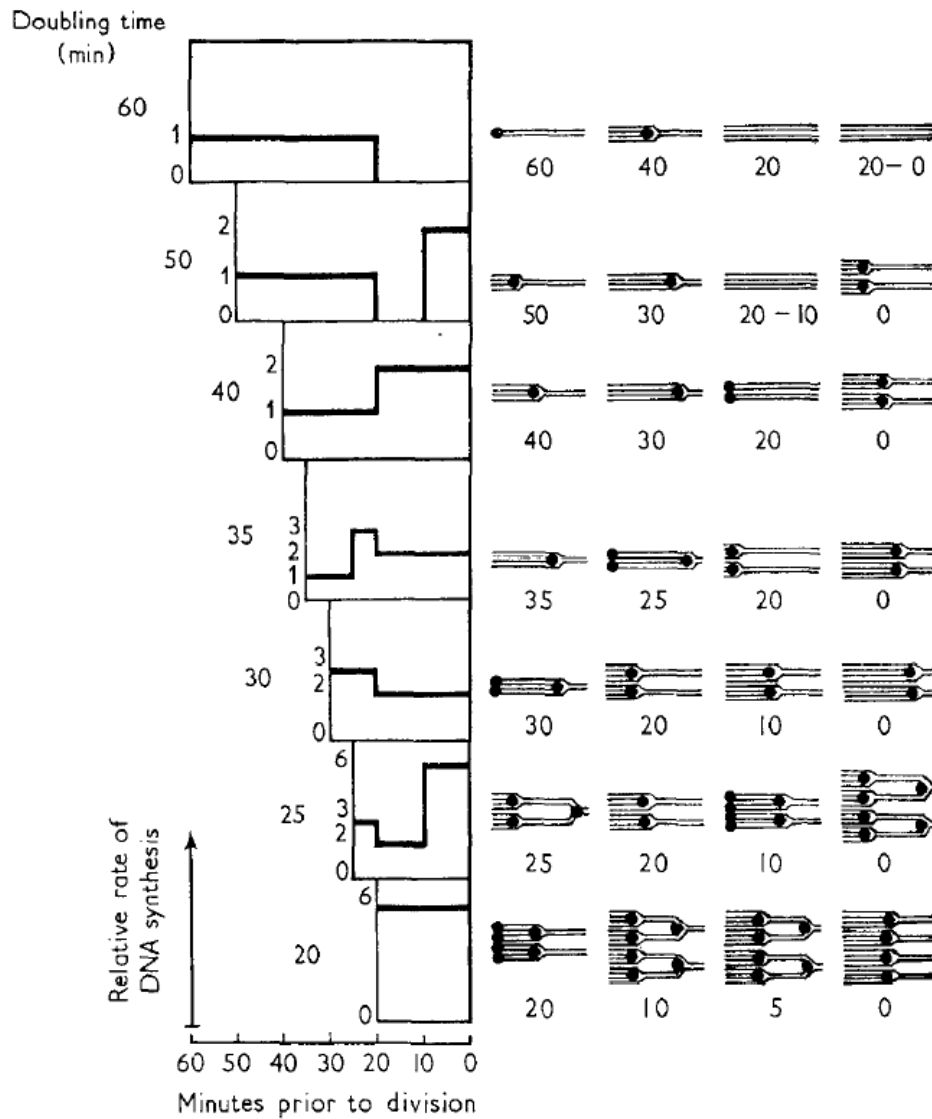 Doubling time
(min)
60
1
0
60 40 20 20-0
50
2
1
0
50 30 20-10 0
40
2
1
0
40 30 20 0
35
3
2
1
0
35 25 20 0
30
3
2
0
30 20 10 0
25
6
3
2
0
25 20 10 0
20
6
0
20 10 5 0
Relative rate of
DNA synthesis
60 50 40 30 20 10 0
Minutes prior to division